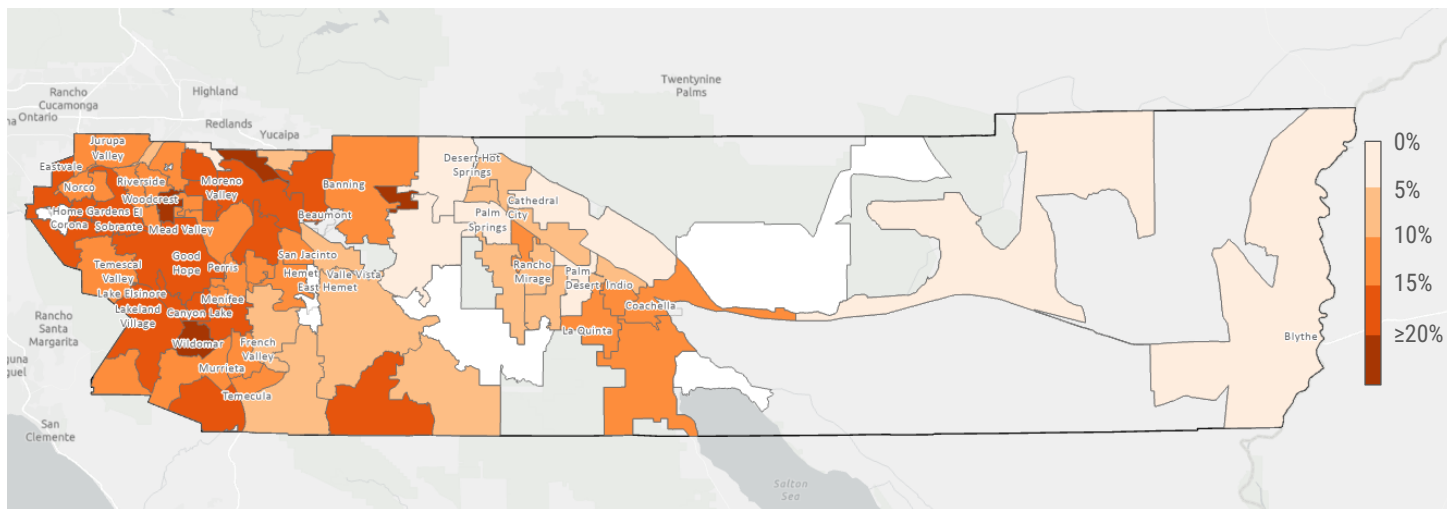 Twentynine
Palms
Rancho
Cucamonga
Highland
Ontario
Redlands
Yucaipa
Jurupa
Valley
Eastvale
Norco
Riverside
Moreno
Valley
Woodcrest
Home Gardens El
Corona
Sobrante
Mead Valley
Banning
Beaumont
Desert Hot
Springs
Cathedral
City
Palm
Springs
San Jacinto
Good
Hope
Perris
Hemet
Valle Vista
East Hemet
Temescal
Valley
Rancho
Mirage
Palm
Desert
Indio
Coachella
La Quinta
Lake Elsinore
Menifee
Lakeland
Village
Canyon Lake
Wildomar
French
Valley
Murrieta
Temecula
Blythe
Rancho
Santa
Margarita
guna
guel
San
Clemente
Salton
Sea
0%
5%
10%
15%
≥20%